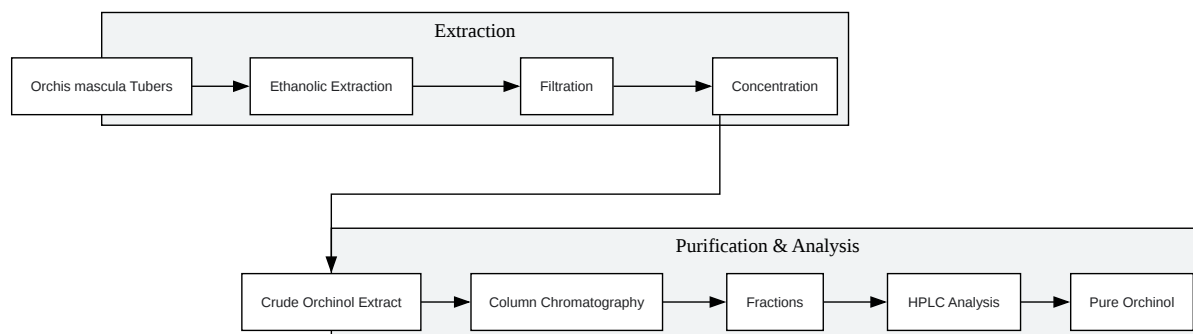 Extraction
Orchis mascula Tubers
Ethanolic Extraction
Filtration
Concentration
Purification & Analysis
Crude Orchinol Extract
Column Chromatography
Fractions
HPLC Analysis
Pure Orchinol